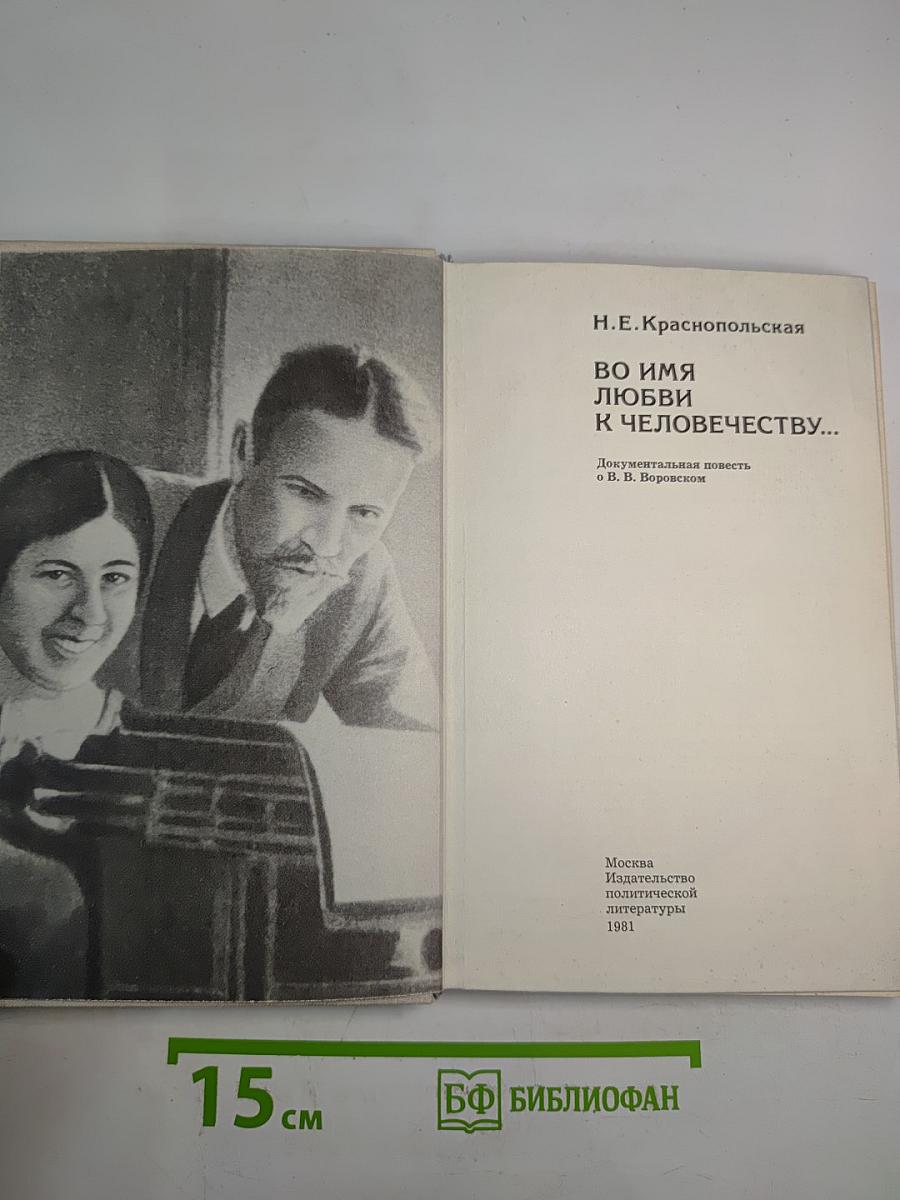 Н.Е.Краснопольская
ВО ИМЯ
ЛЮБВИ
К ЧЕЛОВЕЧЕСТВУ...
Документальная повесть
о В. В. Воровском
Москва
Издательство
политической
литературы
1981
15 см
БФ БИБЛИОФАН